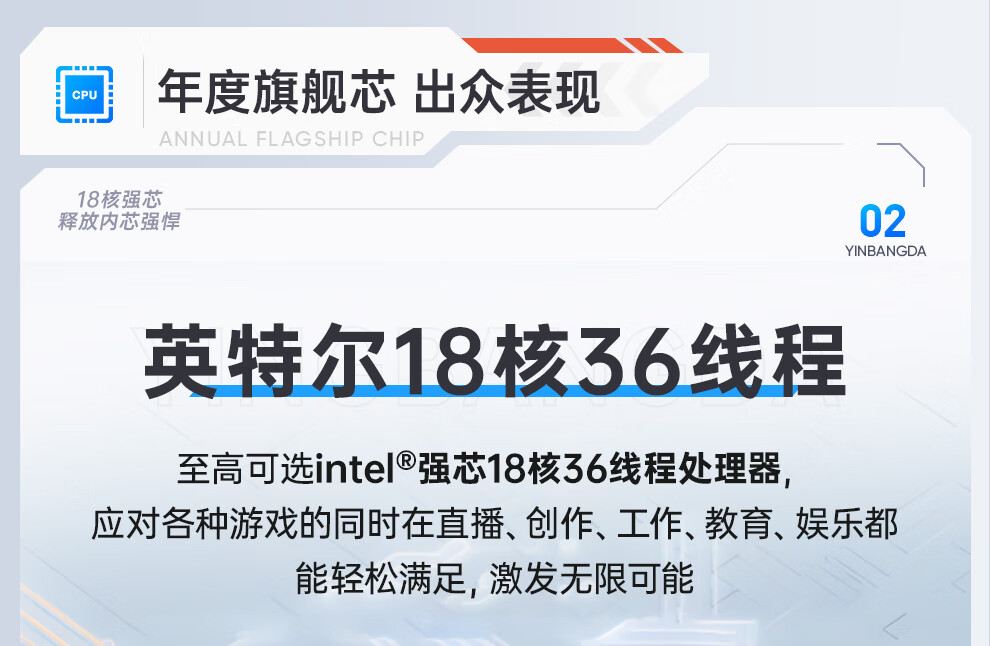 CPU
年度旗舰芯 出众表现
ANNUAL FLAGSHIP CHIP
18核强芯
释放内芯强悍
02
YINBANGDA
YINGBANGDA
英特尔18核36线程
至高可选intel®强芯18核36线程处理器,
应对各种游戏的同时在直播、创作、工作、教育、娱乐都
能轻松满足, 激发无限可能